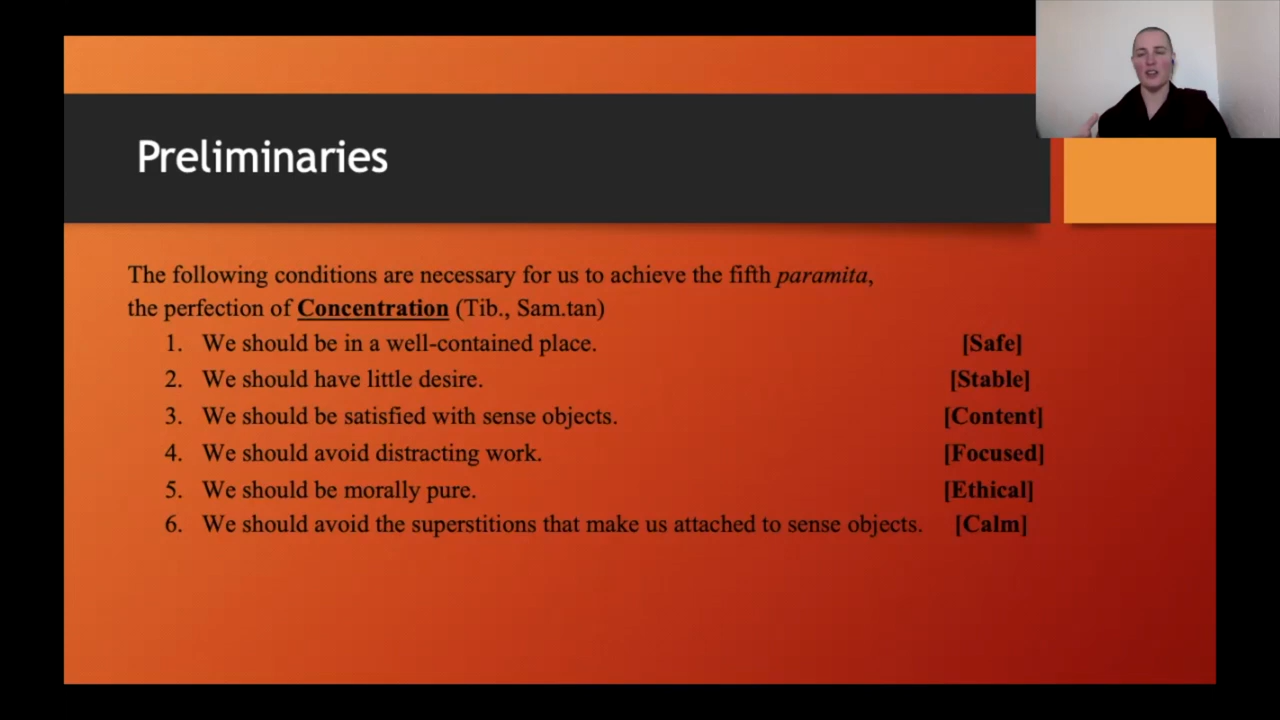 Preliminaries
The following conditions are necessary for us to achieve the fifth paramita,
the perfection of Concentration (Tib., Sam.tan)
1. We should be in a well-contained place. [Safe]
2. We should have little desire. [Stable]
3. We should be satisfied with sense objects. [Content]
4. We should avoid distracting work. [Focused]
5. We should be morally pure. [Ethical]
6. We should avoid the superstitions that make us attached to sense objects. [Calm]